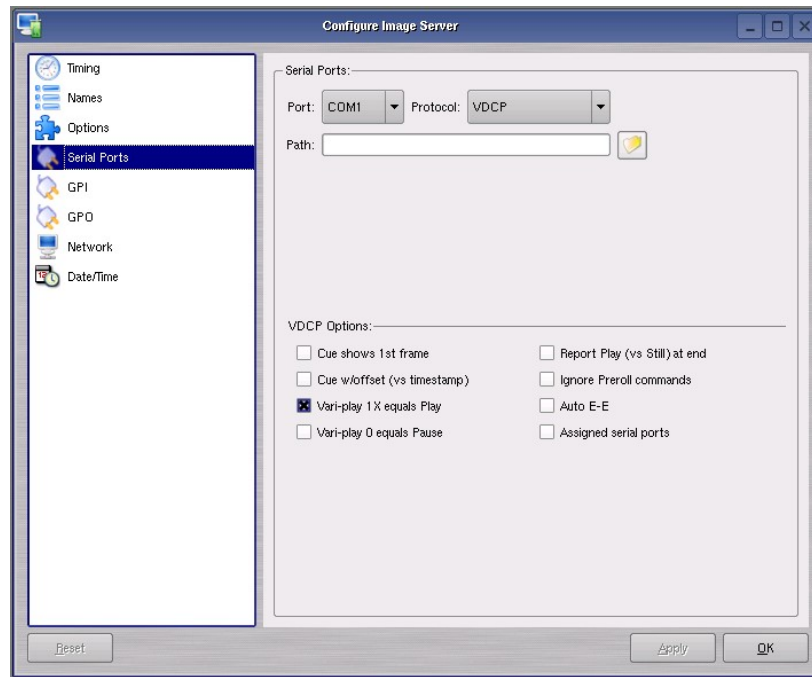 Configure Image Server
Timing
Names
Options
Serial Ports
GPI
GPO
Network
Date/Time
Serial Ports:
Port: COM1 Protocol: VDCP
Path:
VDCP Options:
Cue shows 1st frame
Cue w/offset (vs timestamp)
Vari-play 1X equals Play
Vari-play 0 equals Pause
Report Play (vs Still) at end
Ignore Preroll commands
Auto E-E
Assigned serial ports
Reset
Apply
OK